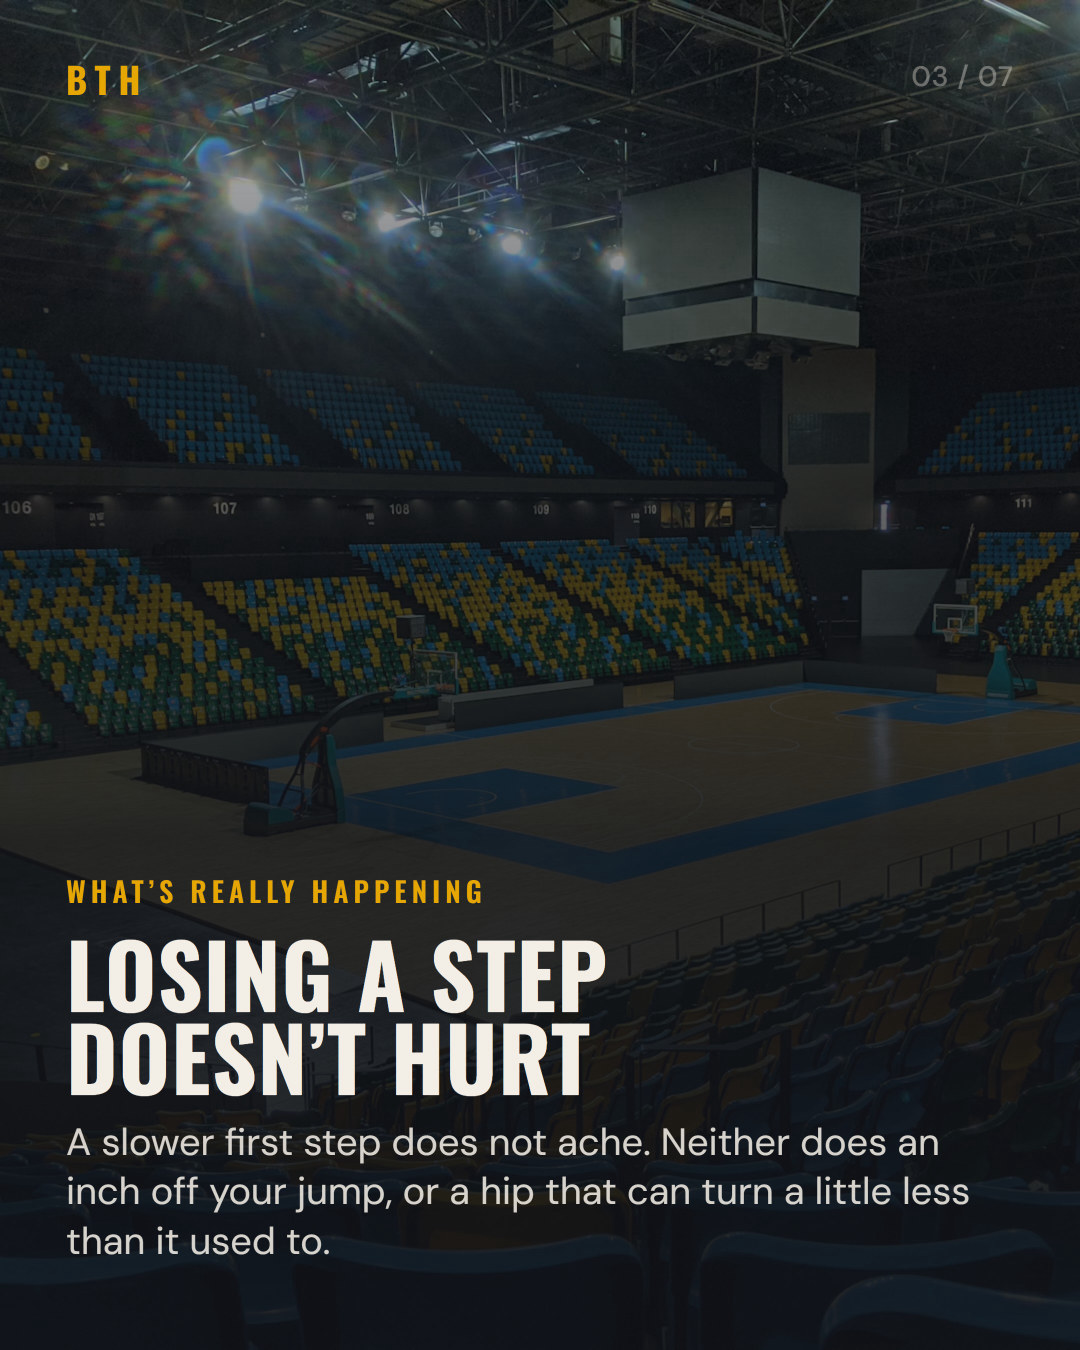 BTH
03 / 07
106
107
108
109
110
111
WHAT’S REALLY HAPPENING
LOSING A STEP
DOESN’T HURT
A slower first step does not ache. Neither does an
inch off your jump, or a hip that can turn a little less
than it used to.